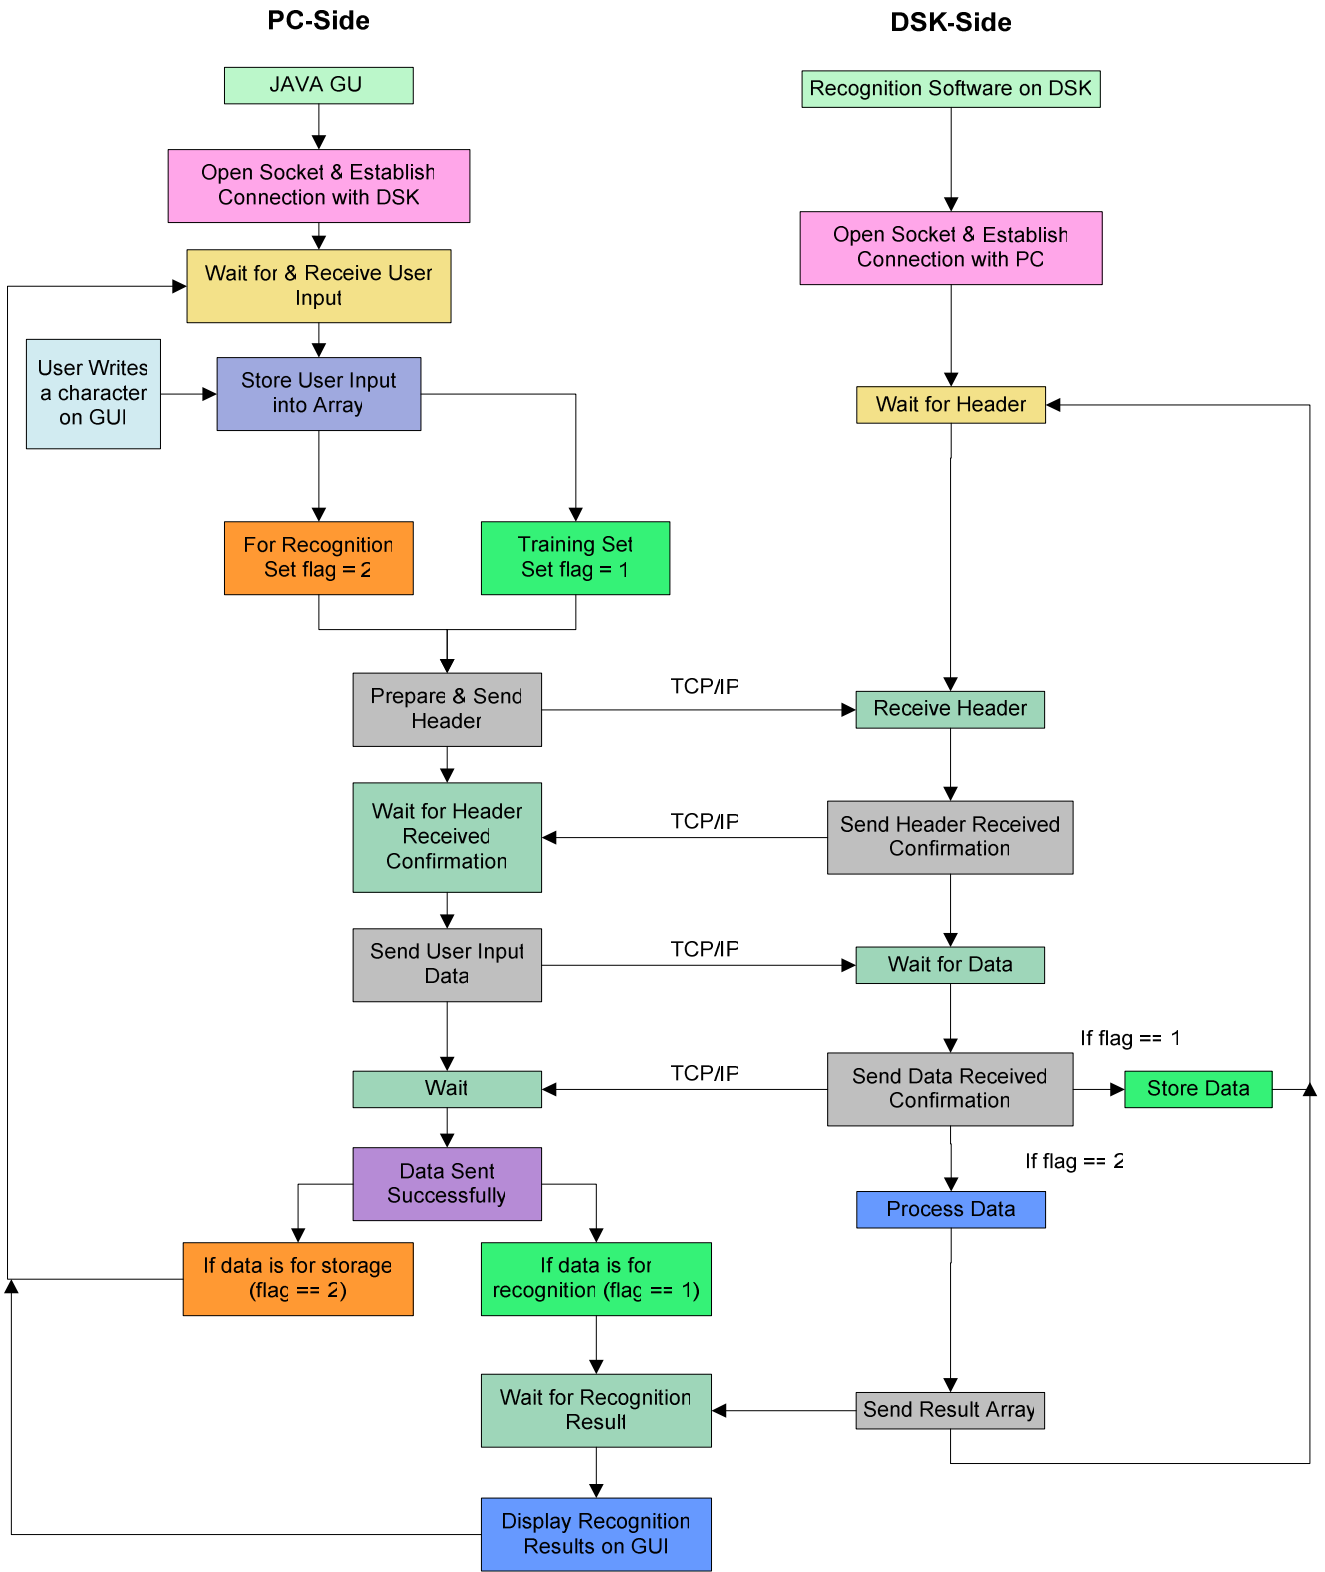 PC-Side
DSK-Side
JAVA GU
Recognition Software on DSK
Open Socket & Establish
Connection with DSK
Open Socket & Establish
Connection with PC
Wait for & Receive User
Input
User Writes
a character
on GUI
Store User Input
into Array
Wait for Header
For Recognition
Set flag = 2
Training Set
Set flag = 1
Prepare & Send
Header
TCP/IP
Receive Header
Wait for Header
Received
Confirmation
TCP/IP
Send Header Received
Confirmation
Send User Input
Data
TCP/IP
Wait for Data
If flag == 1
Wait
TCP/IP
Send Data Received
Confirmation
Store Data
If flag == 2
Data Sent
Successfully
Process Data
If data is for storage
(flag == 2)
If data is for
recognition (flag == 1)
Wait for Recognition
Result
Send Result Array
Display Recognition
Results on GUI